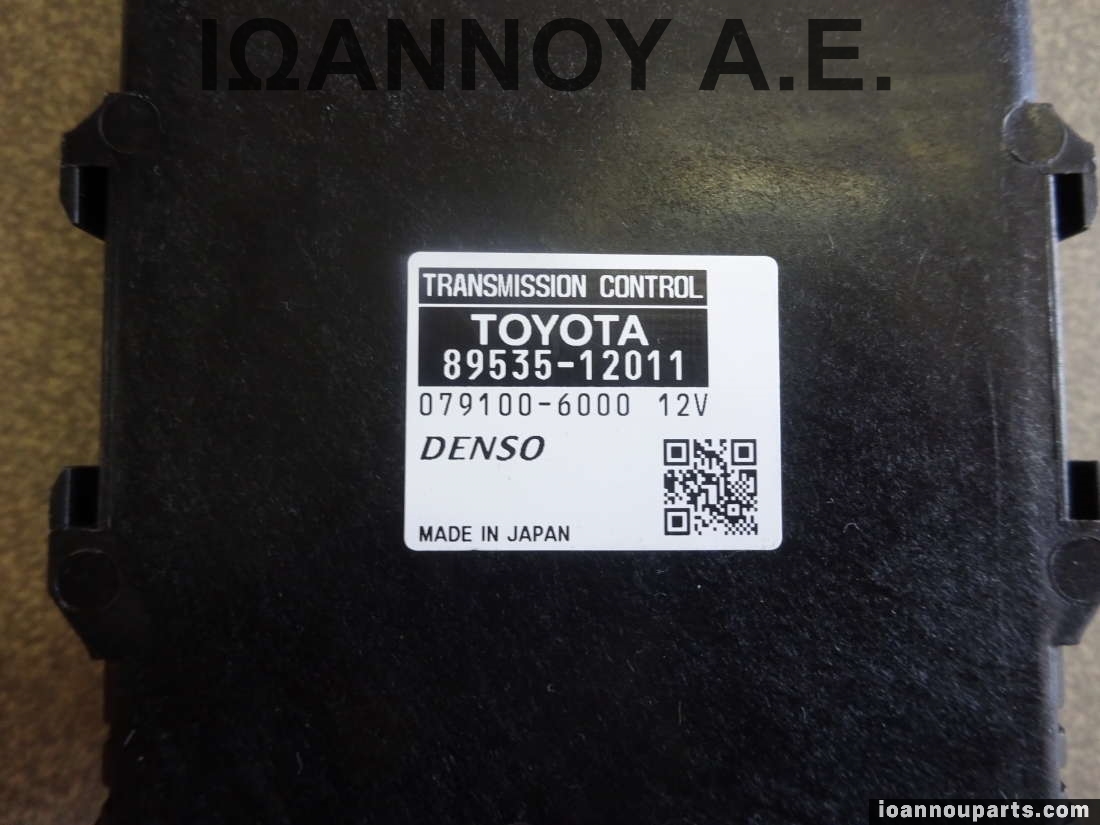 ΙΩΑΝΝΟΥ Α.Ε.
TRANSMISSION CONTROL
TOYOTA
89535-12011
079100-6000 12V
DENSO
MADE IN JAPAN
ioannouparts.com